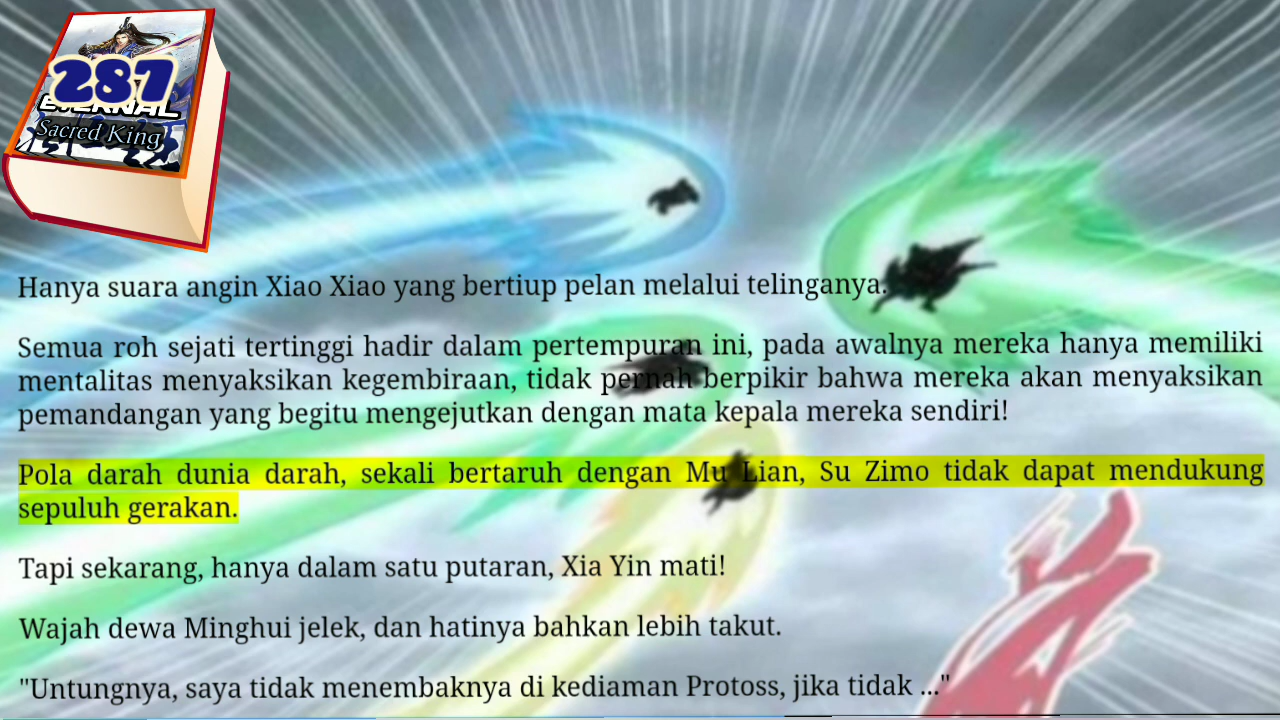 287
ETERNAL
Sacred King
Hanya suara angin Xiao Xiao yang bertiup pelan melalui telinganya.
Semua roh sejati tertinggi hadir dalam pertempuran ini, pada awalnya mereka hanya memiliki
mentalitas menyaksikan kegembiraan, tidak pernah berpikir bahwa mereka akan menyaksikan
pemandangan yang begitu mengejutkan dengan mata kepala mereka sendiri!
Pola darah dunia darah, sekali bertaruh dengan Mu Lian, Su Zimo tidak dapat mendukung
sepuluh gerakan.
Tapi sekarang, hanya dalam satu putaran, Xia Yin mati!
Wajah dewa Minghui jelek, dan hatinya bahkan lebih takut.
"Untungnya, saya tidak menembaknya di kediaman Protoss, jika tidak ..."